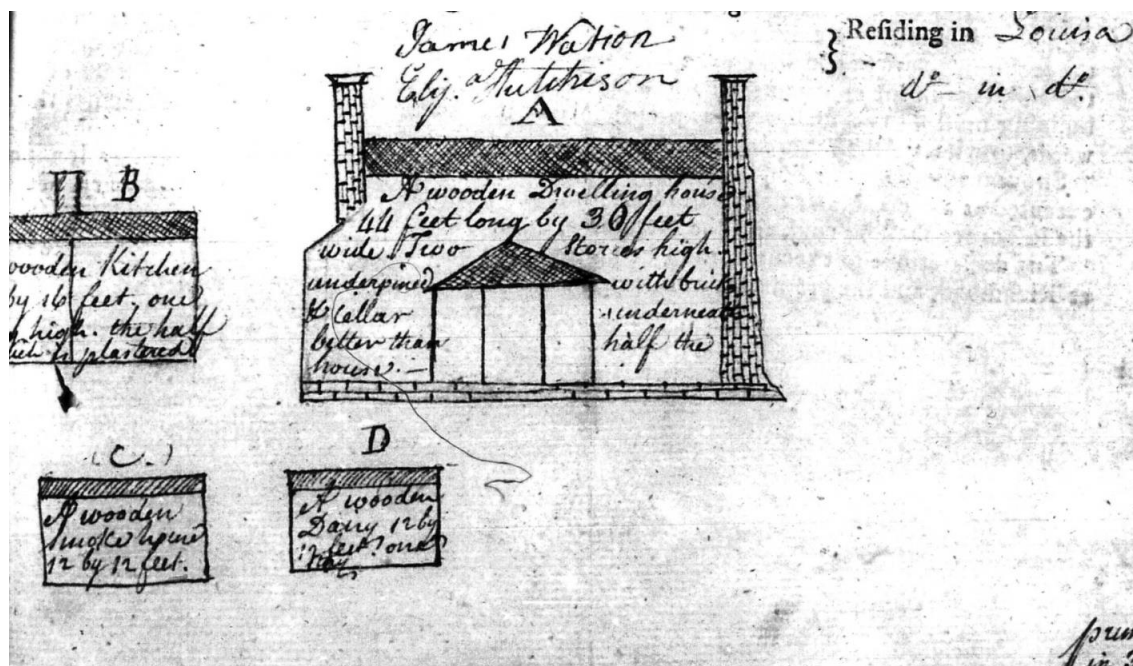 James Watson
Elij.ª Hutchison
} Residing in Louisa
dº in dº
A
A wooden Dwelling house
44 feet long by 30 feet
wide Two Stories high
underpined with brick
& Cellar underneath
better than half the
house.
B
wooden Kitchen
by 16 feet. one
high. the half
is plastered
(C.)
A wooden
smoke house
12 by 12 feet.
D
A wooden
Dairy 12 by
12 feet one